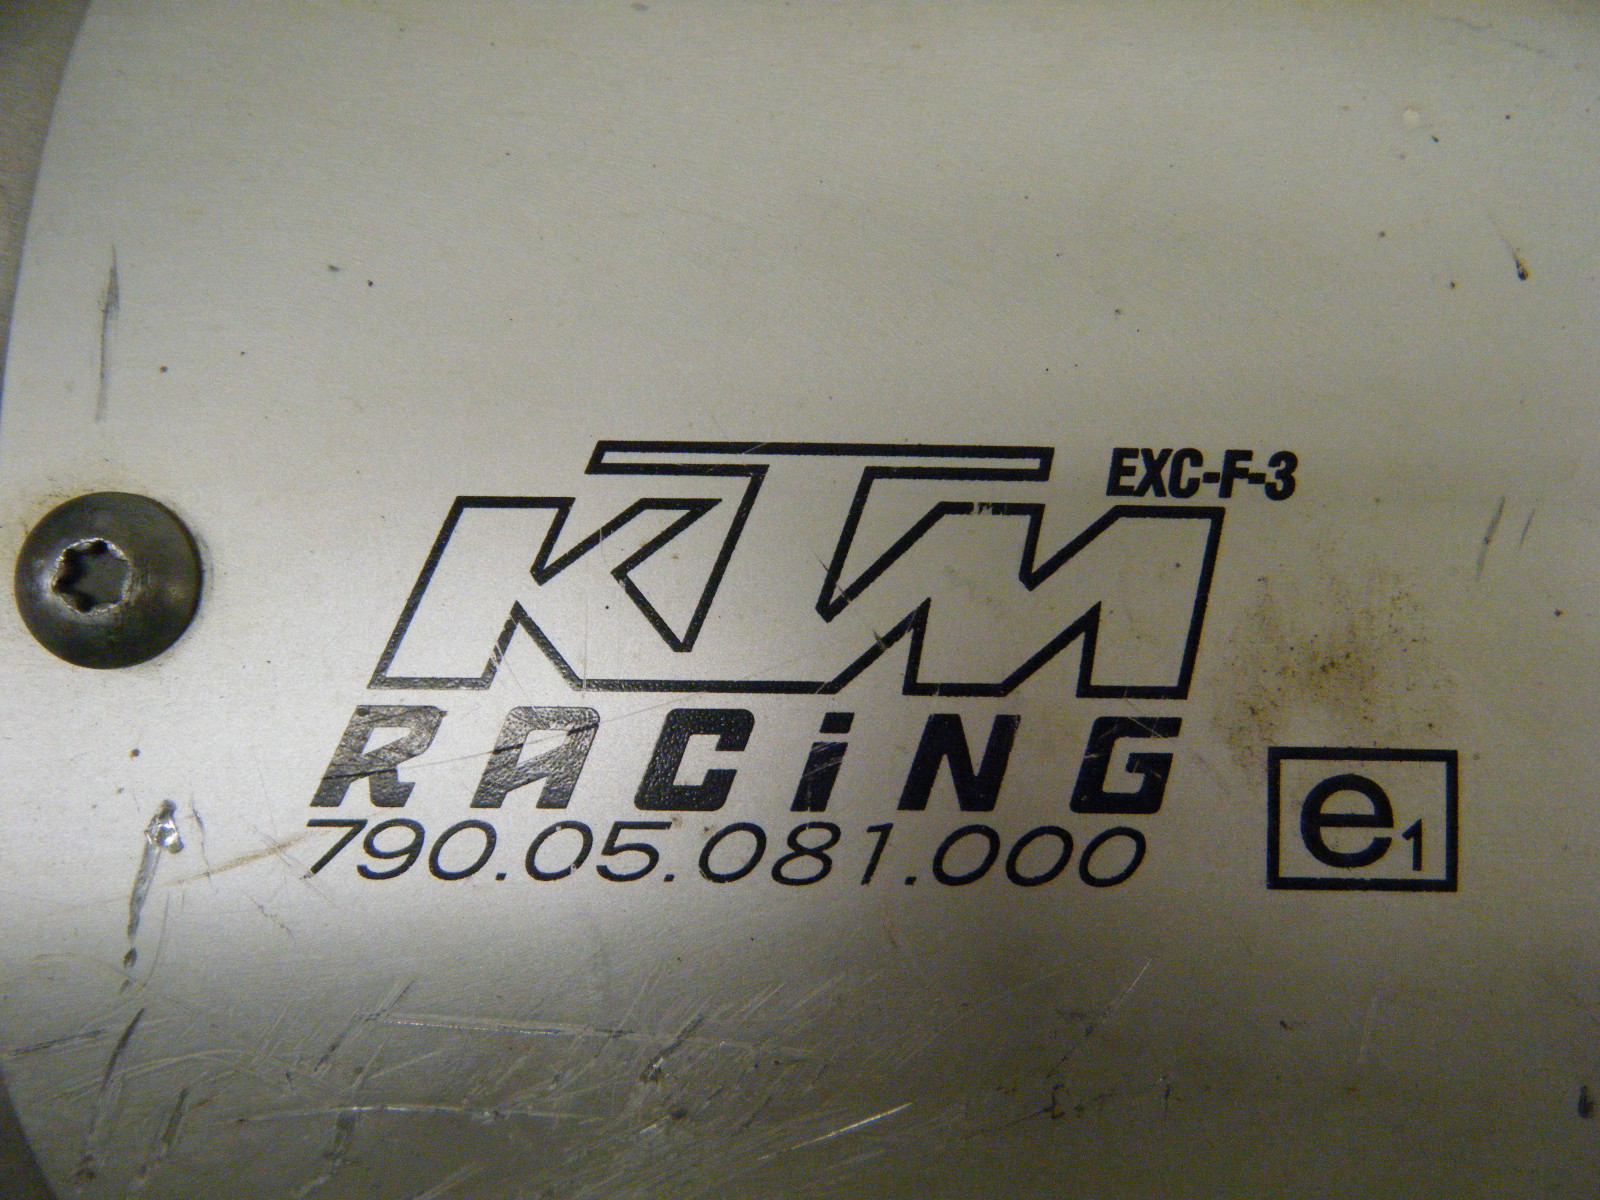 KTM
EXC-F-3
RACiNG
790.05.081.000
e1